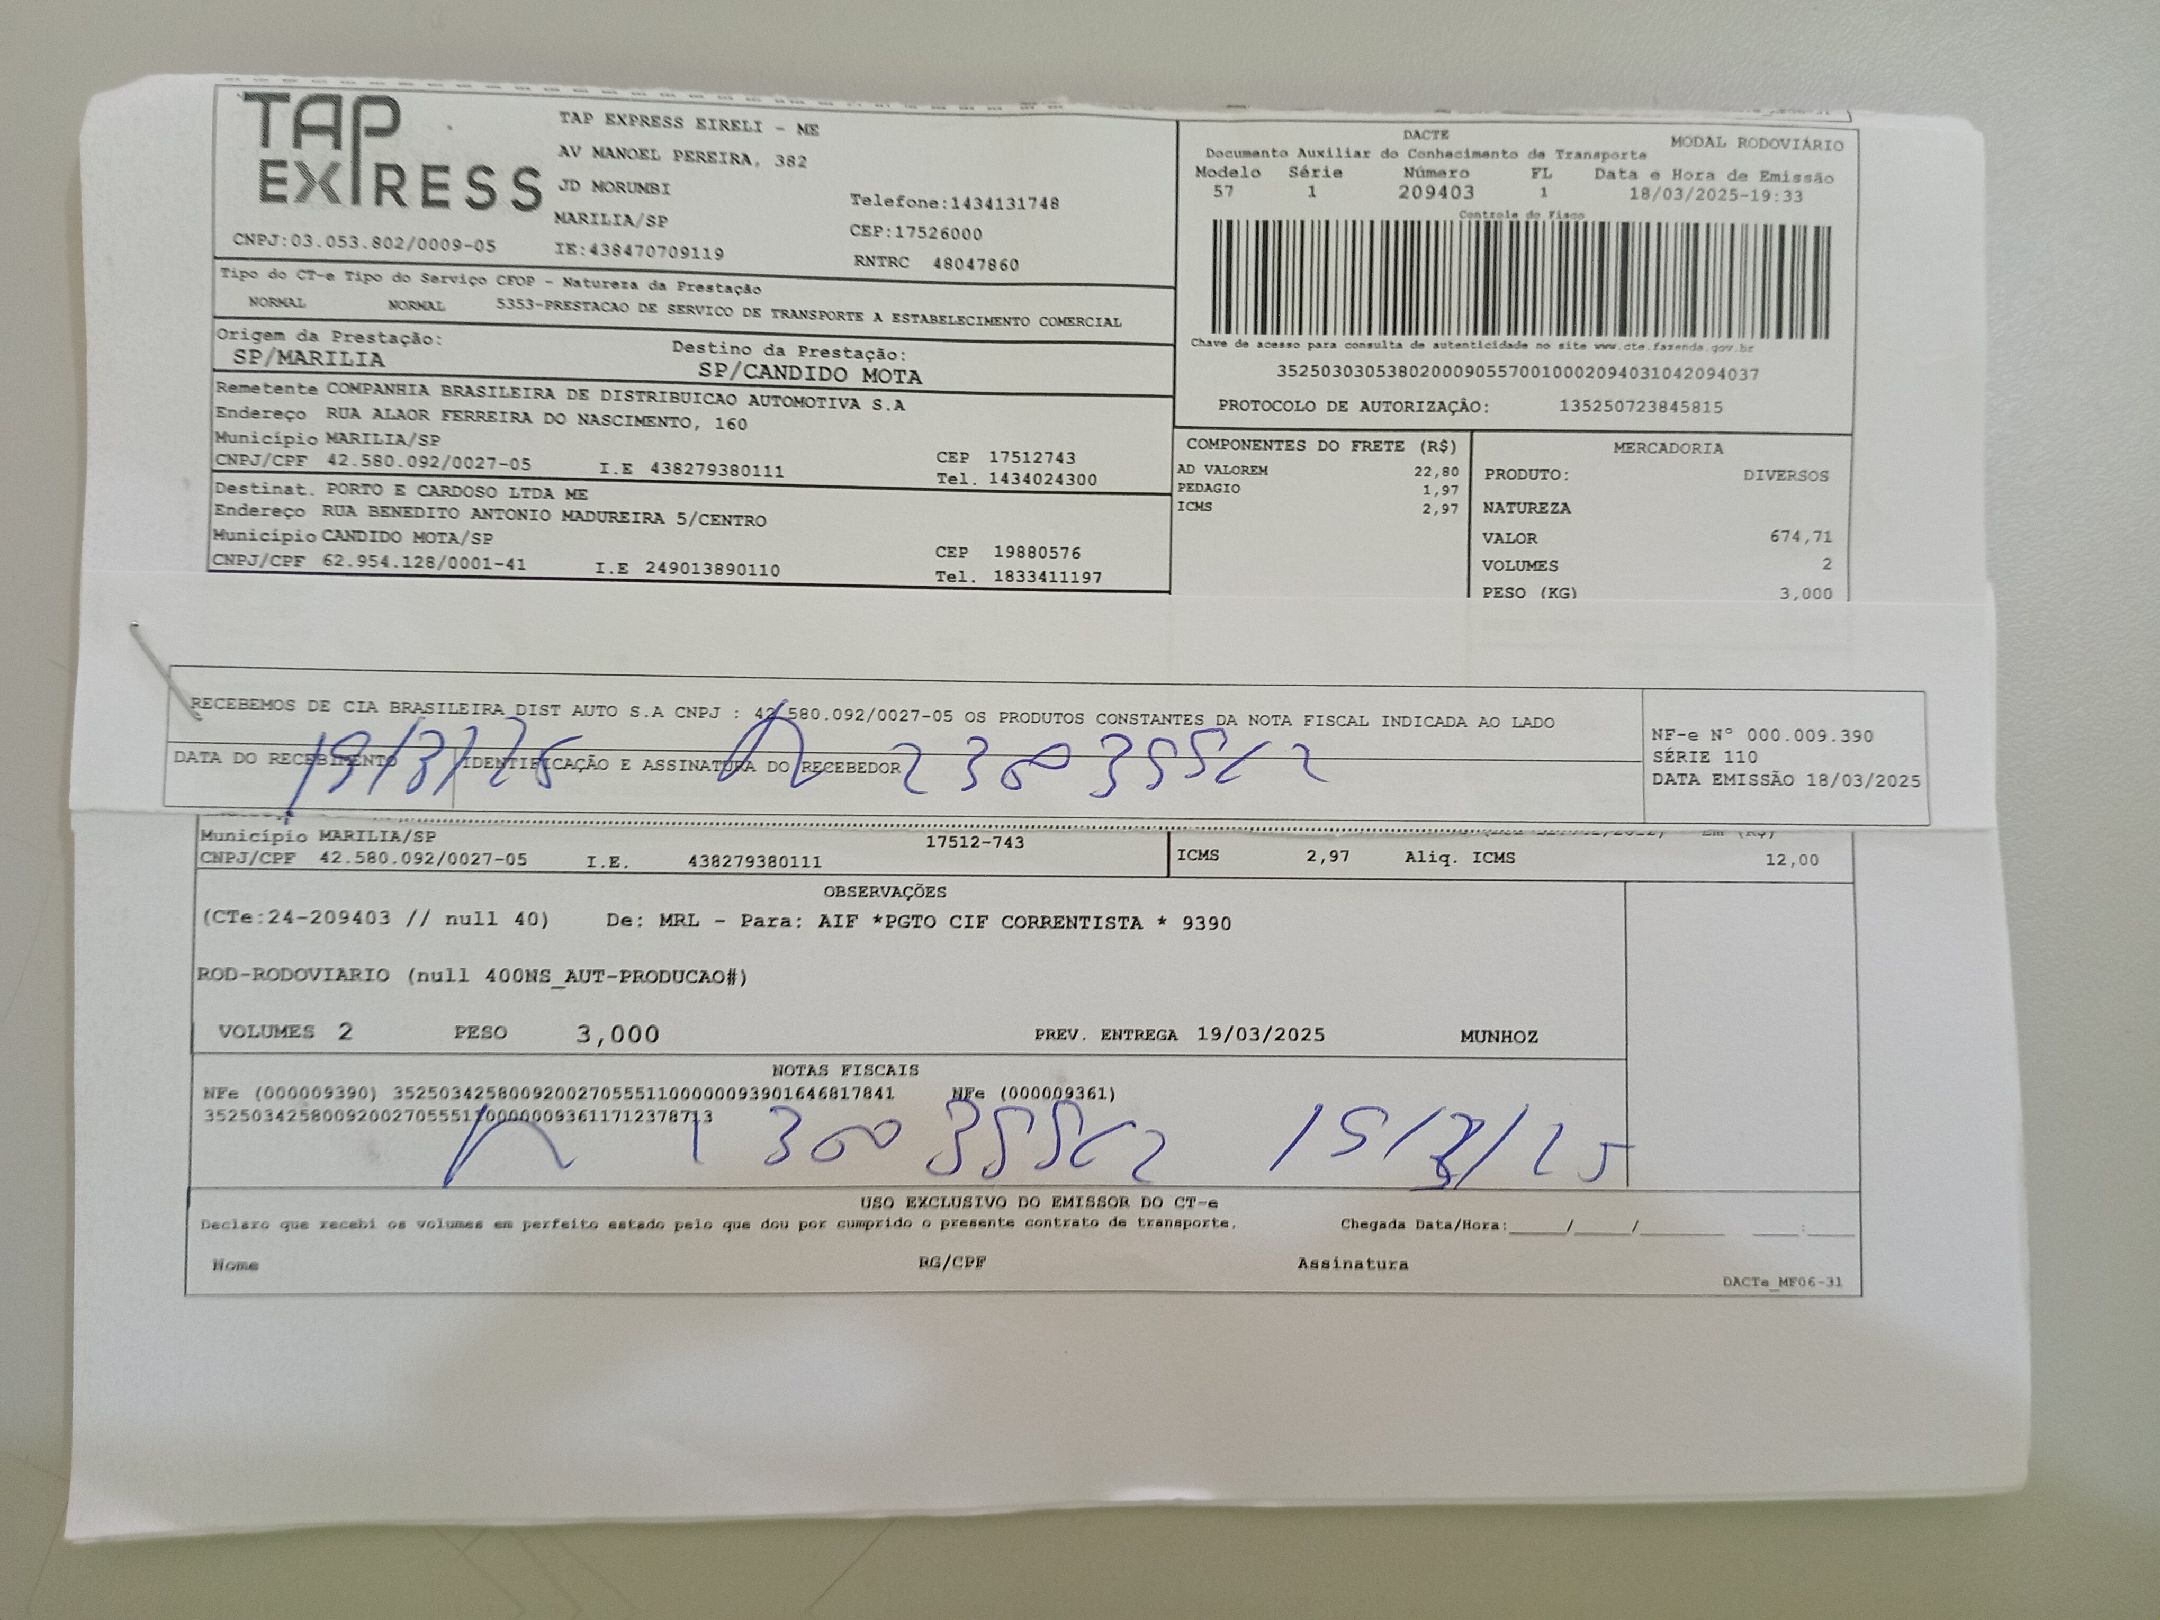 TAP EXPRESS
TAP EXPRESS EIRELI - ME
AV MANOEL PEREIRA, 382
JD MORUMBI
MARILIA/SP
Telefone:1434131748
CEP:17526000
CNPJ:03.053.802/0009-05 IE:438470709119 RNTRC 48047860
DACTE MODAL RODOVIÁRIO
Documento Auxiliar do Conhecimento de Transporte
Modelo Série Número FL Data e Hora de Emissão
57 1 209403 1 18/03/2025-19:33
Controle do Fisco
Chave de acesso para consulta de autenticidade no site www.cte.fazenda.gov.br
35250303053802000905570010002094031042094037
PROTOCOLO DE AUTORIZAÇÃO: 135250723845815
Tipo do CT-e Tipo do Serviço CFOP - Natureza da Prestação
NORMAL NORMAL 5353-PRESTACAO DE SERVICO DE TRANSPORTE A ESTABELECIMENTO COMERCIAL
Origem da Prestação: Destino da Prestação:
SP/MARILIA SP/CANDIDO MOTA
Remetente COMPANHIA BRASILEIRA DE DISTRIBUICAO AUTOMOTIVA S.A
Endereço RUA ALAOR FERREIRA DO NASCIMENTO, 160
Município MARILIA/SP CEP 17512743
CNPJ/CPF 42.580.092/0027-05 I.E 438279380111 Tel. 1434024300
Destinat. PORTO E CARDOSO LTDA ME
Endereço RUA BENEDITO ANTONIO MADUREIRA 5/CENTRO
Município CANDIDO MOTA/SP CEP 19880576
CNPJ/CPF 62.954.128/0001-41 I.E 249013890110 Tel. 1833411197
COMPONENTES DO FRETE (R$)
AD VALOREM 22,80
PEDAGIO 1,97
ICMS 2,97
MERCADORIA
PRODUTO: DIVERSOS
NATUREZA
VALOR 674,71
VOLUMES 2
PESO (KG) 3,000
RECEBEMOS DE CIA BRASILEIRA DIST AUTO S.A CNPJ : 42.580.092/0027-05 OS PRODUTOS CONSTANTES DA NOTA FISCAL INDICADA AO LADO
DATA DO RECEBIMENTO IDENTIFICAÇÃO E ASSINATURA DO RECEBEDOR
19/3/25
NF-e N° 000.009.390
SÉRIE 110
DATA EMISSÃO 18/03/2025
Município MARILIA/SP 17512-743
CNPJ/CPF 42.580.092/0027-05 I.E. 438279380111
ICMS 2,97 Aliq. ICMS 12,00
OBSERVAÇÕES
(CTe:24-209403 // null 40) De: MRL - Para: AIF *PGTO CIF CORRENTISTA * 9390
ROD-RODOVIARIO (null 400NS_AUT-PRODUCAO#)
VOLUMES 2 PESO 3,000 PREV. ENTREGA 19/03/2025 MUNHOZ
NOTAS FISCAIS
NFe (000009390) 35250342580092002705551100000093901646817841 NFe (000009361)
35250342580092002705551100000093611712378713
USO EXCLUSIVO DO EMISSOR DO CT-e
Declaro que recebi os volumes em perfeito estado pelo que dou por cumprido o presente contrato de transporte. Chegada Data/Hora:____/____/______ ___:___
Nome RG/CPF Assinatura
DACTe_MF06-31